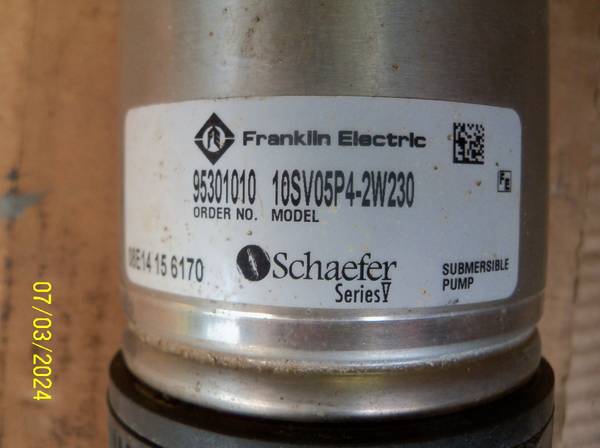 Franklin Electric
95301010 10SV05P4-2W230
ORDER NO. MODEL
FE
08E14 15 6170
Schaefer
Series V
SUBMERSIBLE
PUMP
07/03/2024